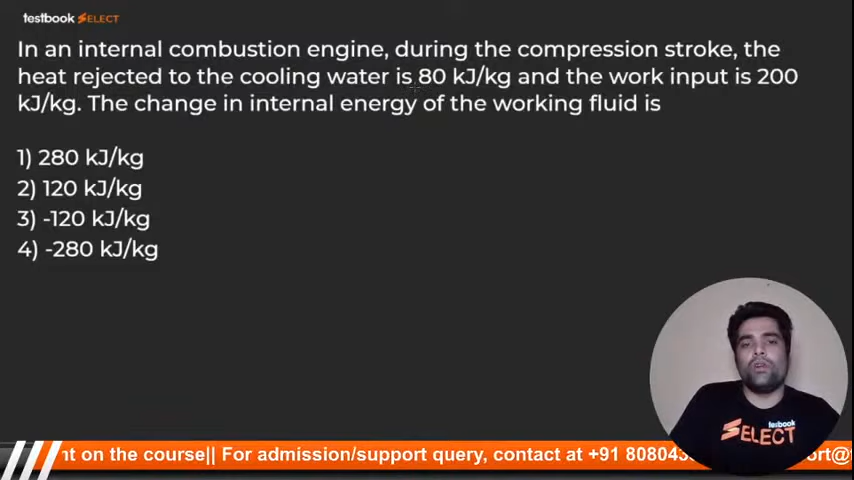 testbook SELECT
In an internal combustion engine, during the compression stroke, the
heat rejected to the cooling water is 80 kJ/kg and the work input is 200
kJ/kg. The change in internal energy of the working fluid is
1) 280 kJ/kg
2) 120 kJ/kg
3) -120 kJ/kg
4) -280 kJ/kg
testbook
SELECT
nt on the course|| For admission/support query, contact at +91 80804